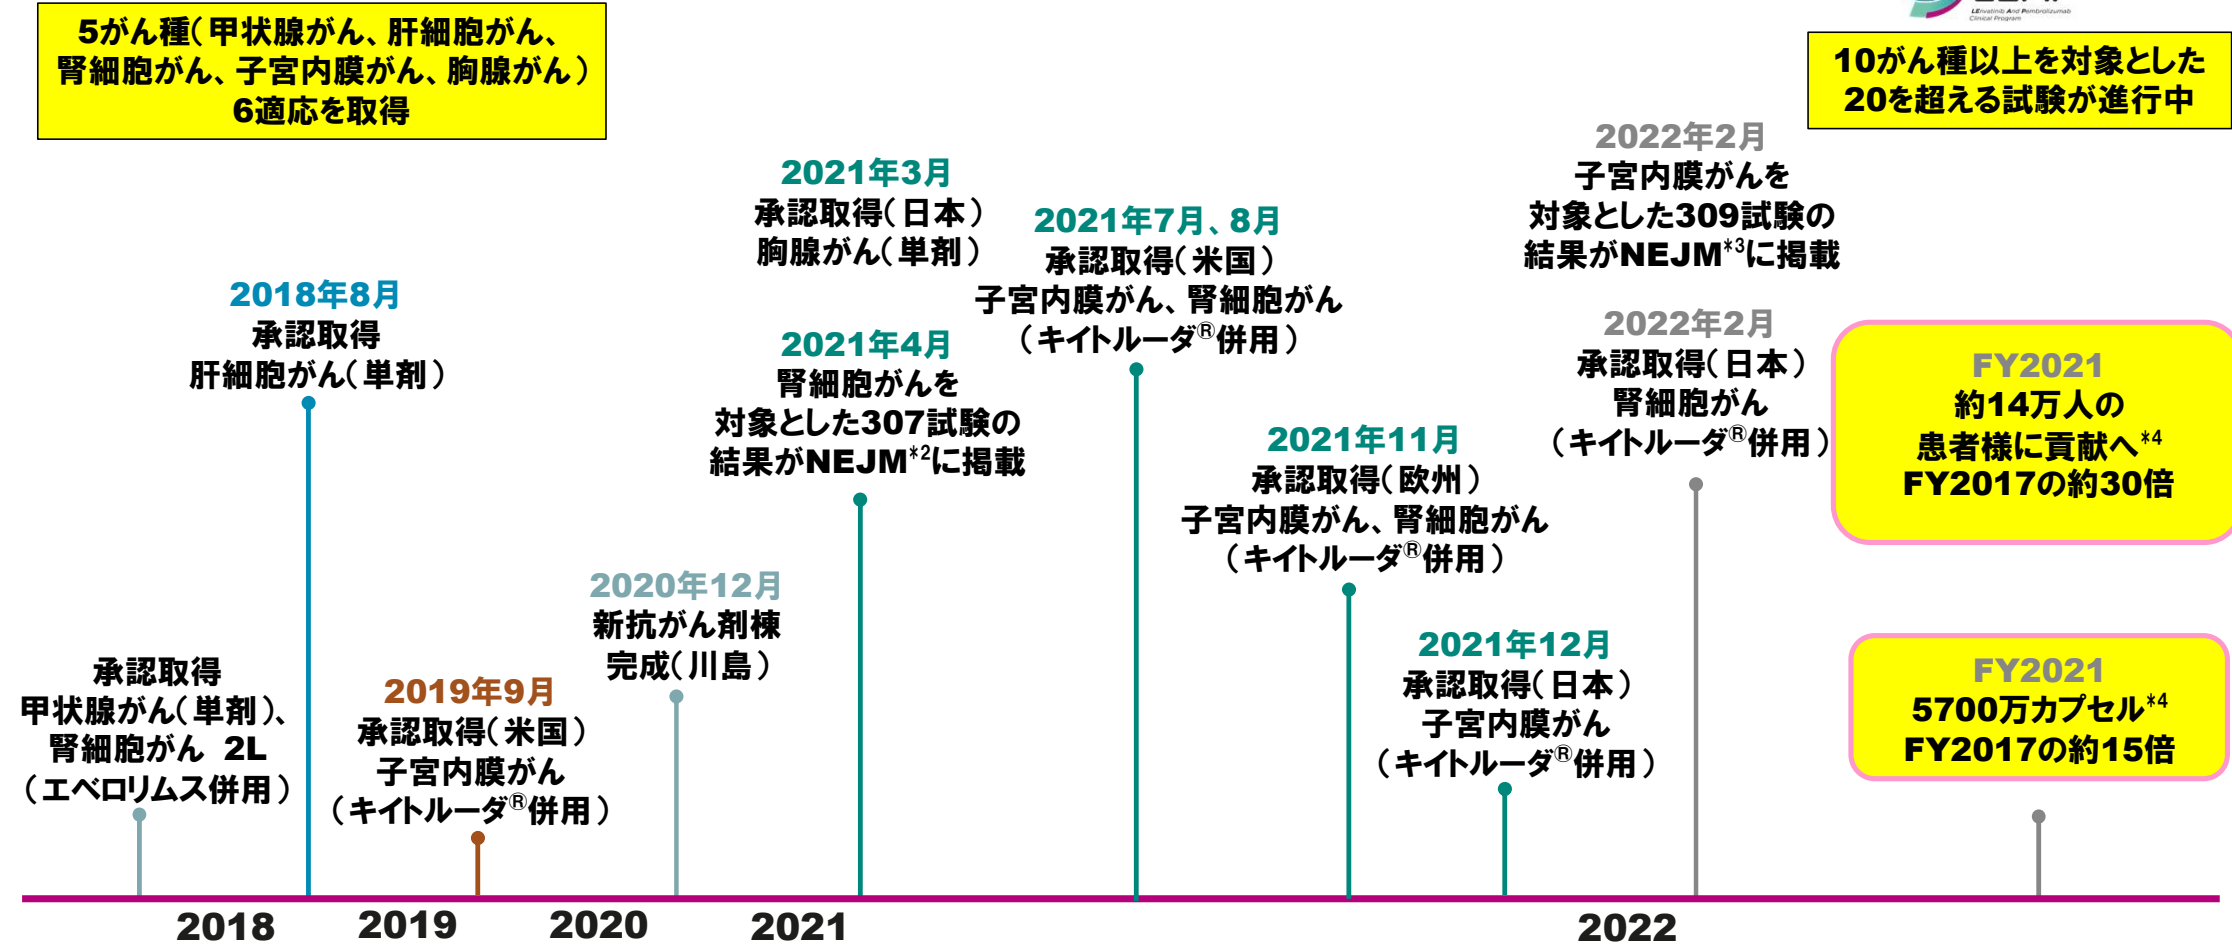 5がん種(甲状腺がん、肝細胞がん、
腎細胞がん、子宮内膜がん、胸腺がん)
6適応を取得
LEnvatinib And Pembrolizumab
Clinical Program
10がん種以上を対象とした
20を超える試験が進行中
承認取得
甲状腺がん(単剤)、
腎細胞がん 2L
(エベロリムス併用)
2018年8月
承認取得
肝細胞がん(単剤)
2019年9月
承認取得(米国)
子宮内膜がん
(キイトルーダ®併用)
2020年12月
新抗がん剤棟
完成(川島)
2021年3月
承認取得(日本)
胸腺がん(単剤)
2021年4月
腎細胞がんを
対象とした307試験の
結果がNEJM*2に掲載
2021年7月、8月
承認取得(米国)
子宮内膜がん、腎細胞がん
(キイトルーダ®併用)
2021年11月
承認取得(欧州)
子宮内膜がん、腎細胞がん
(キイトルーダ®併用)
2021年12月
承認取得(日本)
子宮内膜がん
(キイトルーダ®併用)
2022年2月
子宮内膜がんを
対象とした309試験の
結果がNEJM*3に掲載
2022年2月
承認取得(日本)
腎細胞がん
(キイトルーダ®併用)
FY2021
約14万人の
患者様に貢献へ*4
FY2017の約30倍
FY2021
5700万カプセル*4
FY2017の約15倍
2018
2019
2020
2021
2022